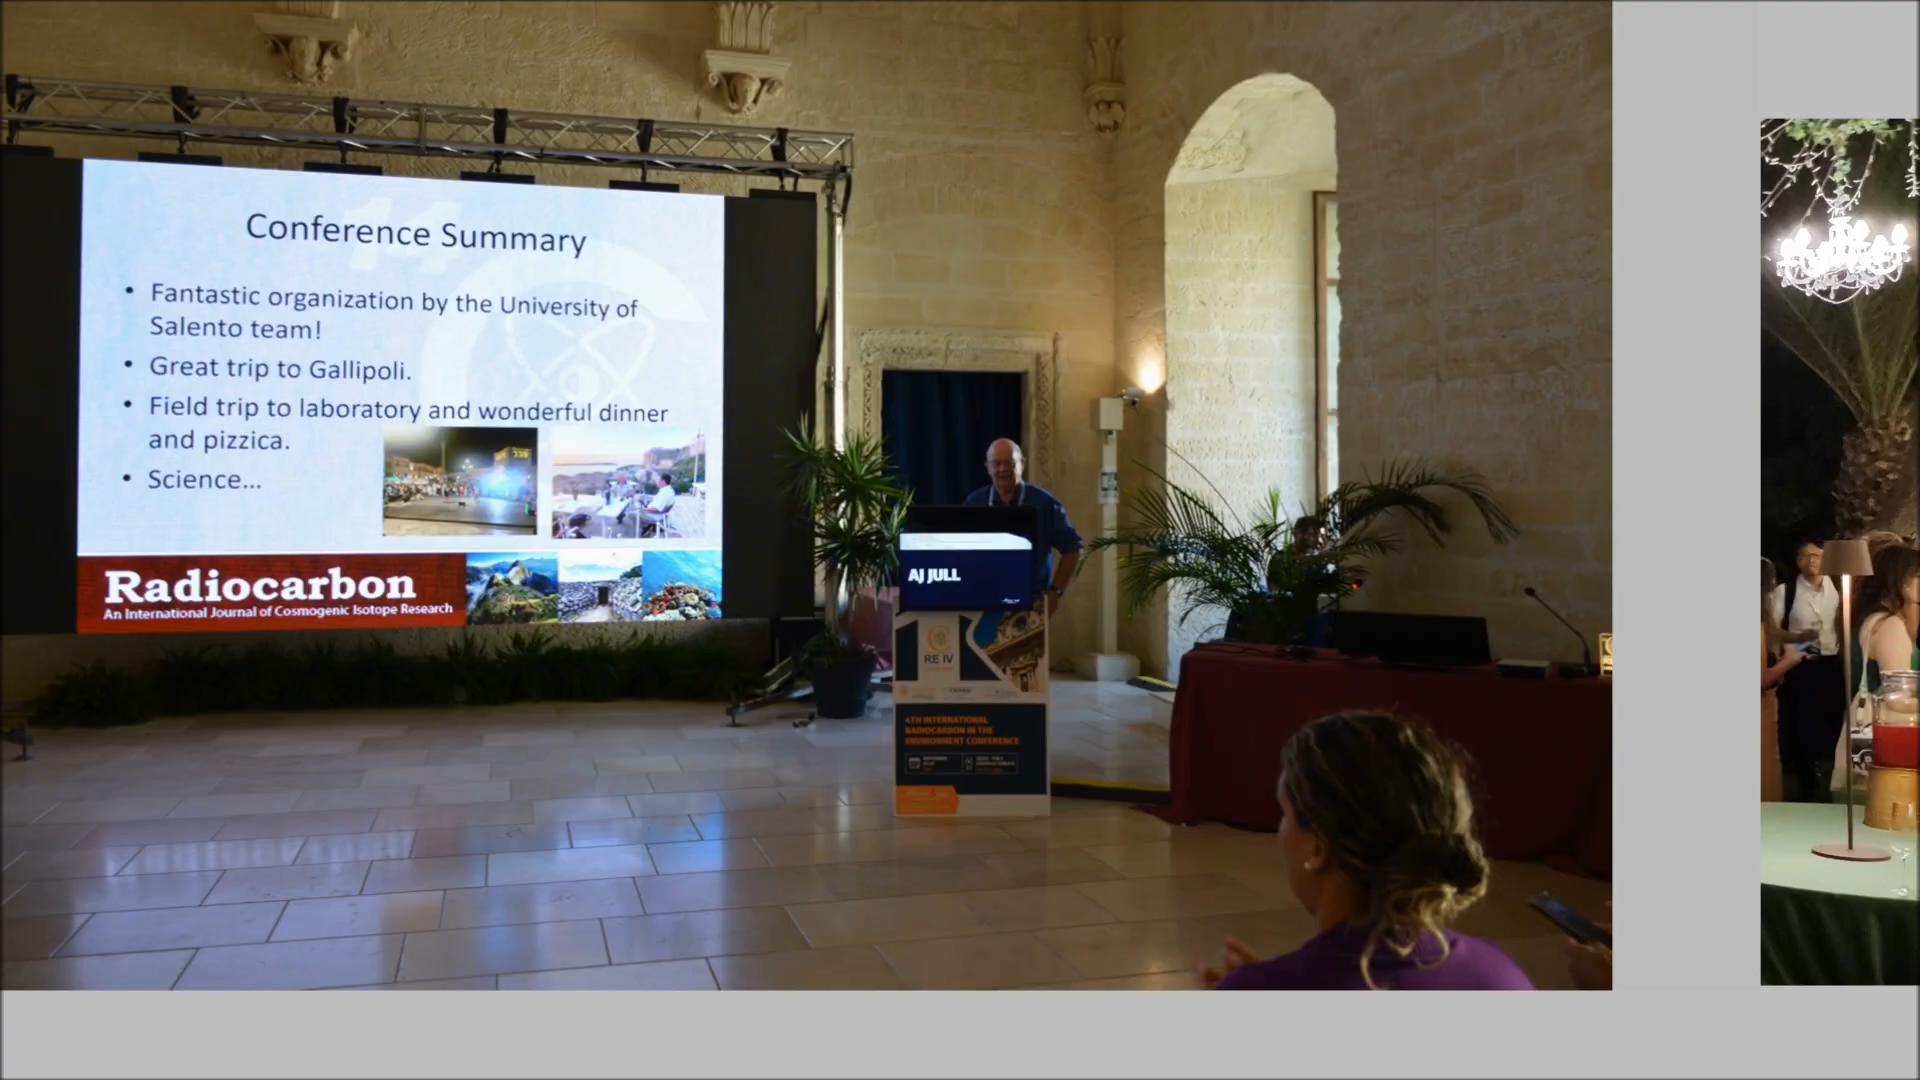 Conference Summary
• Fantastic organization by the University of
Salento team!
• Great trip to Gallipoli.
• Field trip to laboratory and wonderful dinner
and pizzica.
• Science...
Radiocarbon
An International Journal of Cosmogenic Isotope Research
AJ JULL
RE IV
4TH INTERNATIONAL
RADIOCARBON IN THE
ENVIRONMENT CONFERENCE